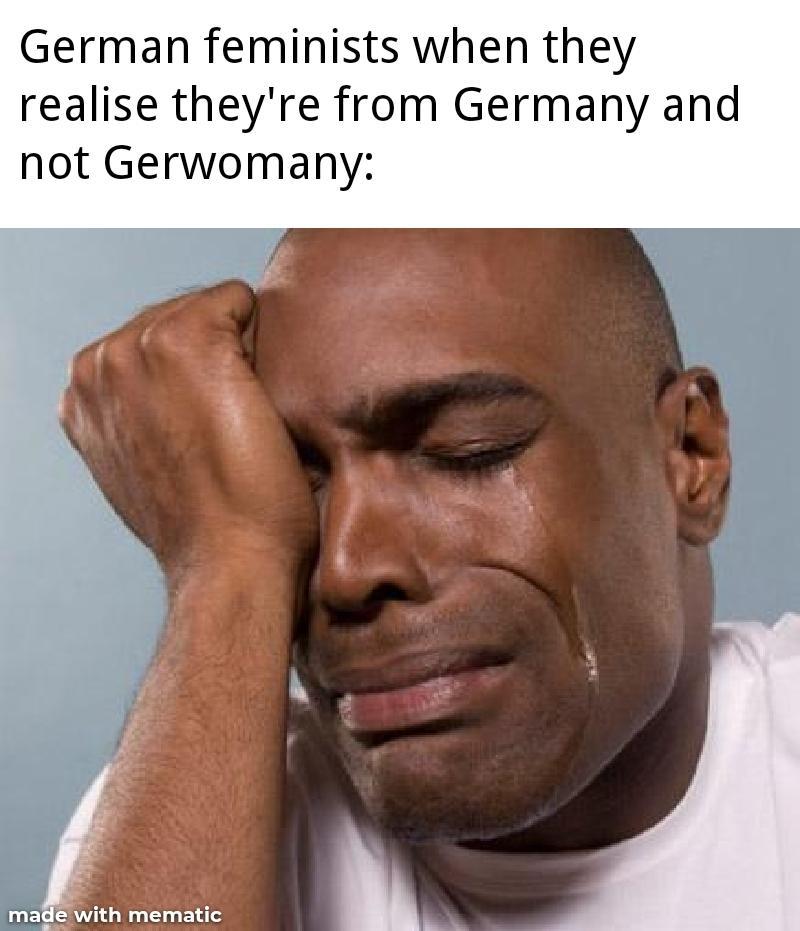 German feminists when they
realise they're from Germany and
not Gerwomany:
made with mematic